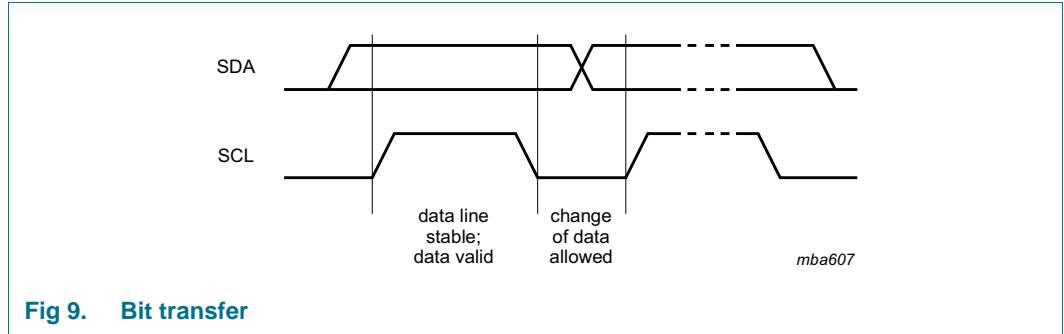 SDA
SCL
data line
stable;
data valid
change
of data
allowed
mba607
Fig 9. Bit transfer